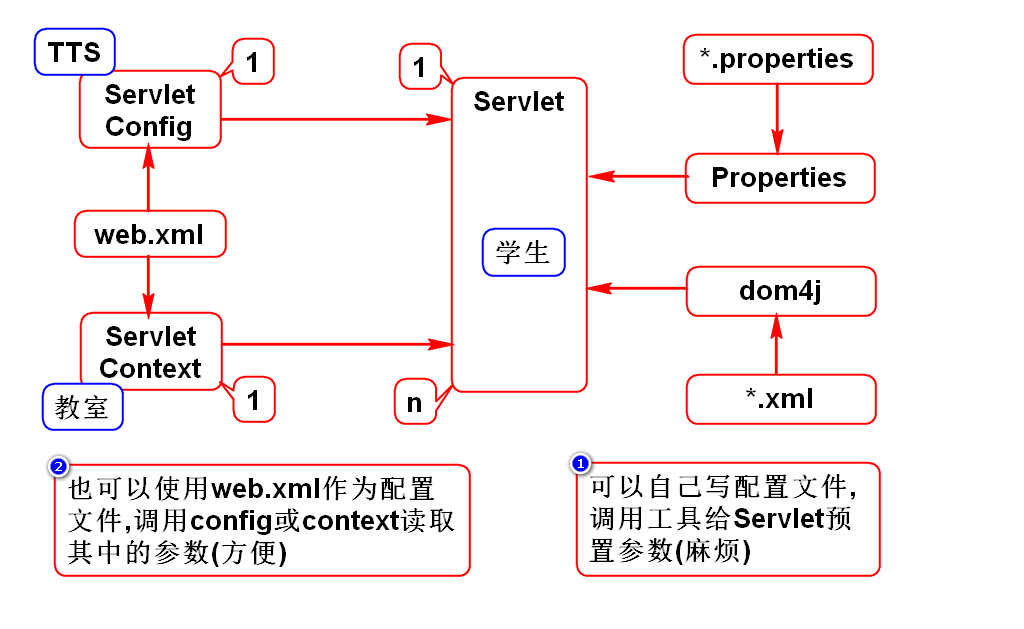 TTS
1
Servlet
Config
web.xml
Servlet
Context
教室
1
1
Servlet
学生
n
*.properties
Properties
dom4j
*.xml
2
也可以使用web.xml作为配置
文件,调用config或context读取
其中的参数(方便)
1
可以自己写配置文件,
调用工具给Servlet预
置参数(麻烦)